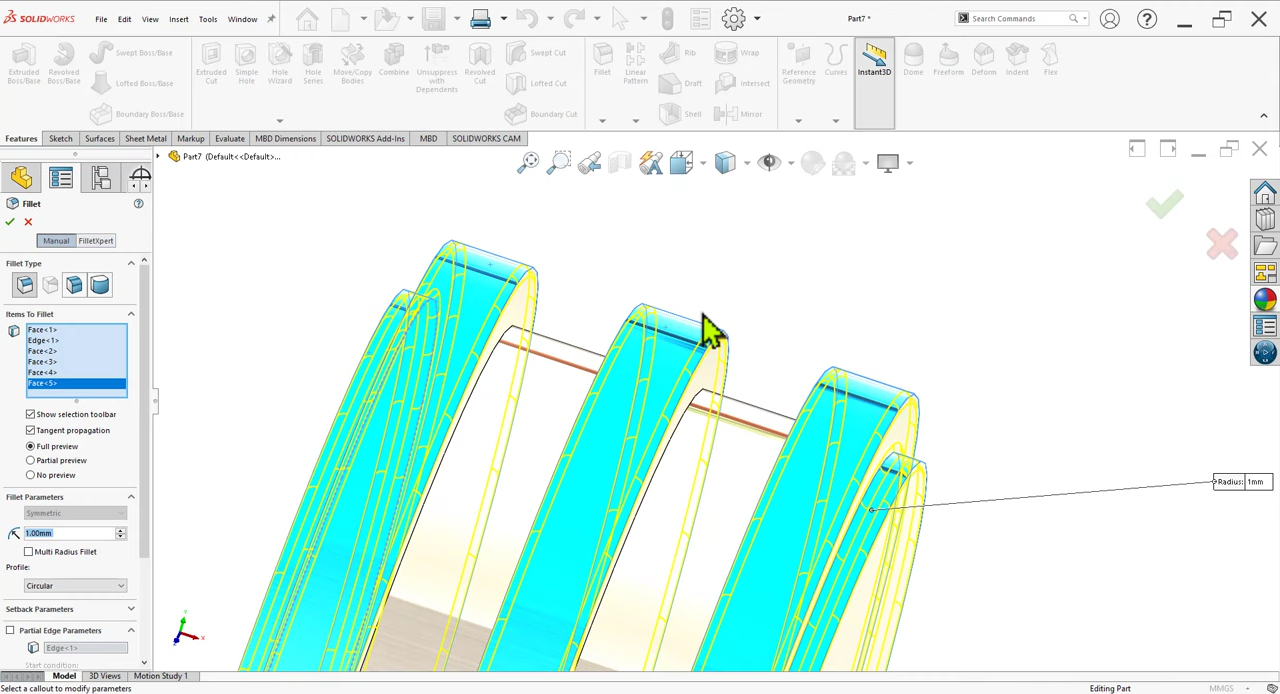 SOLIDWORKS File Edit View Insert Tools Window Part7 * Search Commands
Extruded Boss/Base
Revolved Boss/Base
Swept Boss/Base
Lofted Boss/Base
Boundary Boss/Base
Extruded Cut
Simple Hole
Hole Wizard
Hole Series
Move/Copy Bodies
Combine
Unsuppress with Dependents
Revolved Cut
Swept Cut
Lofted Cut
Boundary Cut
Fillet
Linear Pattern
Rib
Draft
Shell
Wrap
Intersect
Mirror
Reference Geometry
Curves
Instant3D
Dome
Freeform
Deform
Indent
Flex
Features Sketch Surfaces Sheet Metal Markup Evaluate MBD Dimensions SOLIDWORKS Add-Ins MBD SOLIDWORKS CAM
Part7 (Default<<Default>...
Fillet
Manual FilletXpert
Fillet Type
Items To Fillet
Face<1>
Edge<1>
Face<2>
Face<3>
Face<4>
Face<5>
Show selection toolbar
Tangent propagation
Full preview
Partial preview
No preview
Fillet Parameters
Symmetric
1.00mm
Multi Radius Fillet
Profile:
Circular
Setback Parameters
Partial Edge Parameters
Edge<1>
Start condition:
Radius: 1mm
Y
X
Z
Model 3D Views Motion Study 1
Select a callout to modify parameters Editing Part MMGS